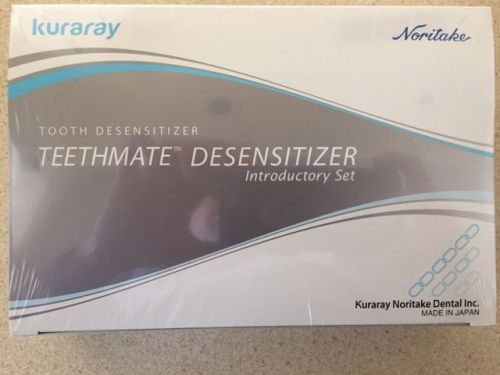 kuraray
Noritake
TOOTH DESENSITIZER
TEETHMATE™ DESENSITIZER
Introductory Set
Kuraray Noritake Dental Inc.
MADE IN JAPAN